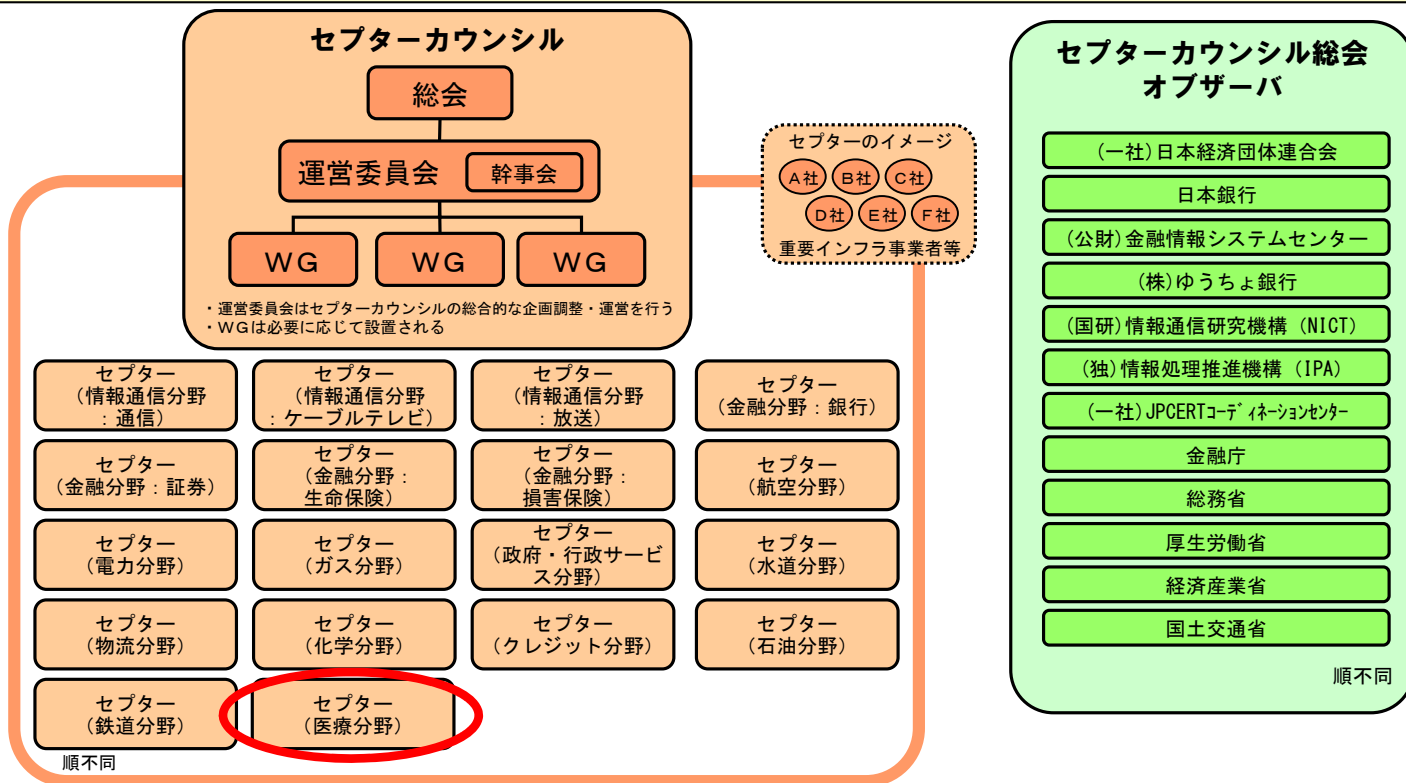 セプターカウンシル
総会
運営委員会
幹事会
WG
WG
WG
・運営委員会はセプターカウンシルの総合的な企画調整・運営を行う
・WGは必要に応じて設置される
セプターのイメージ
A社
B社
C社
D社
E社
F社
重要インフラ事業者等
セプター
(情報通信分野
:通信)
セプター
(情報通信分野
:ケーブルテレビ)
セプター
(情報通信分野
:放送)
セプター
(金融分野:銀行)
セプター
(金融分野:証券)
セプター
(金融分野:
生命保険)
セプター
(金融分野:
損害保険)
セプター
(航空分野)
セプター
(電力分野)
セプター
(ガス分野)
セプター
(政府・行政サービ
ス分野)
セプター
(水道分野)
セプター
(物流分野)
セプター
(化学分野)
セプター
(クレジット分野)
セプター
(石油分野)
セプター
(鉄道分野)
セプター
(医療分野)
順不同
セプターカウンシル総会
オブザーバ
(一社)日本経済団体連合会
日本銀行
(公財)金融情報システムセンター
(株)ゆうちょ銀行
(国研)情報通信研究機構(NICT)
(独)情報処理推進機構(IPA)
(一社)JPCERTコーディネーションセンター
金融庁
総務省
厚生労働省
経済産業省
国土交通省
順不同